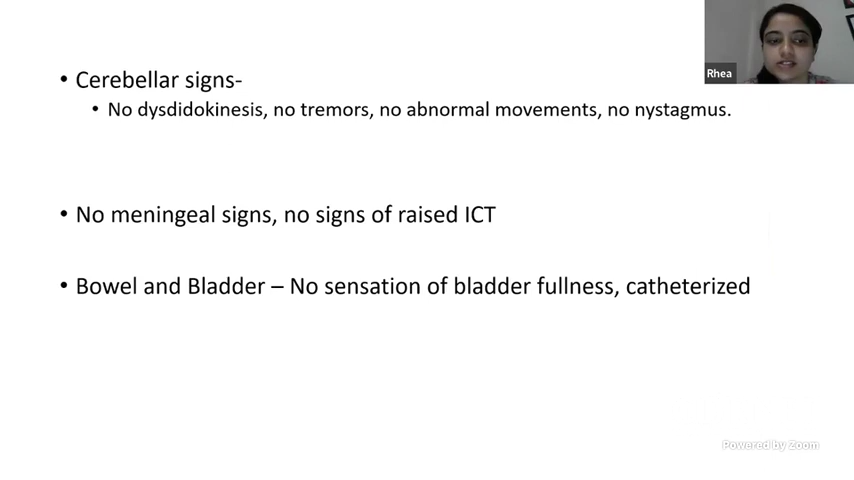 • Cerebellar signs-
• No dysdidokinesis, no tremors, no abnormal movements, no nystagmus.
• No meningeal signs, no signs of raised ICT
• Bowel and Bladder – No sensation of bladder fullness, catheterized
Rhea
Powered by Zoom